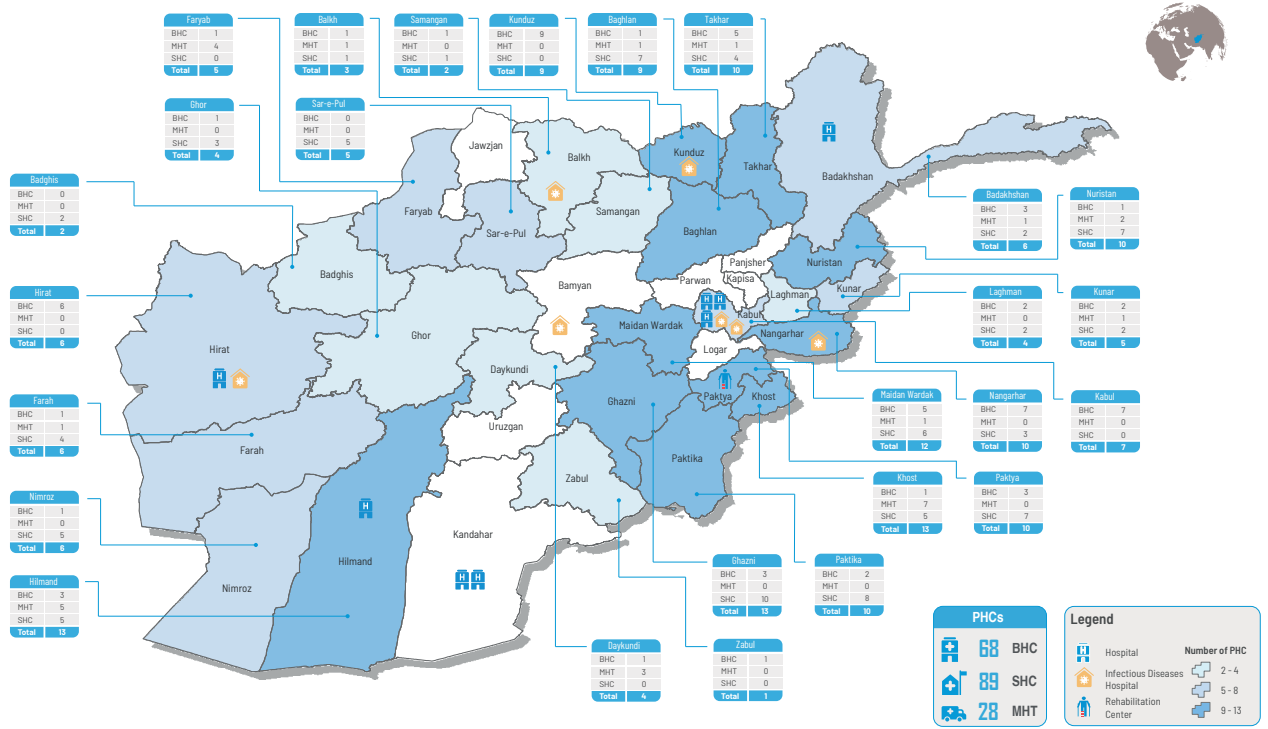 Faryab
BHC 1
MHT 4
SHC 0
Total 5
Balkh
BHC 1
MHT 1
SHC 1
Total 3
Samangan
BHC 1
MHT 0
SHC 1
Total 2
Kunduz
BHC 9
MHT 0
SHC 0
Total 9
Baghlan
BHC 1
MHT 1
SHC 7
Total 9
Takhar
BHC 5
MHT 1
SHC 4
Total 10
Ghor
BHC 1
MHT 0
SHC 3
Total 4
Sar-e-Pul
BHC 0
MHT 0
SHC 5
Total 5
Badghis
BHC 0
MHT 0
SHC 2
Total 2
Hirat
BHC 6
MHT 0
SHC 0
Total 6
Farah
BHC 1
MHT 1
SHC 4
Total 6
Nimroz
BHC 1
MHT 0
SHC 5
Total 6
Hilmand
BHC 3
MHT 5
SHC 5
Total 13
Jawzjan
Balkh
Kunduz
Takhar
Badakhshan
Faryab
Samangan
Sar-e-Pul
Baghlan
Badghis
Panjsher
Nuristan
Bamyan
Parwan
Kapisa
Laghman
Kunar
Kabul
Maidan Wardak
Nangarhar
Ghor
Hirat
Logar
Daykundi
Ghazni
Paktya
Khost
Uruzgan
Farah
Paktika
Zabul
Kandahar
Hilmand
Nimroz
H
H
H H
H
H
H H
Badakhshan
BHC 3
MHT 1
SHC 2
Total 6
Nuristan
BHC 1
MHT 2
SHC 7
Total 10
Laghman
BHC 2
MHT 0
SHC 2
Total 4
Kunar
BHC 2
MHT 1
SHC 2
Total 5
Maidan Wardak
BHC 5
MHT 1
SHC 6
Total 12
Nangarhar
BHC 7
MHT 0
SHC 3
Total 10
Kabul
BHC 7
MHT 0
SHC 0
Total 7
Khost
BHC 1
MHT 7
SHC 5
Total 13
Paktya
BHC 3
MHT 0
SHC 7
Total 10
Ghazni
BHC 3
MHT 0
SHC 10
Total 13
Paktika
BHC 2
MHT 0
SHC 8
Total 10
Daykundi
BHC 1
MHT 3
SHC 0
Total 4
Zabul
BHC 1
MHT 0
SHC 0
Total 1
PHCs
68 BHC
89 SHC
28 MHT
Legend
H Hospital
Infectious Diseases
Hospital
Rehabilitation
Center
Number of PHC
2 - 4
5 - 8
9 - 13